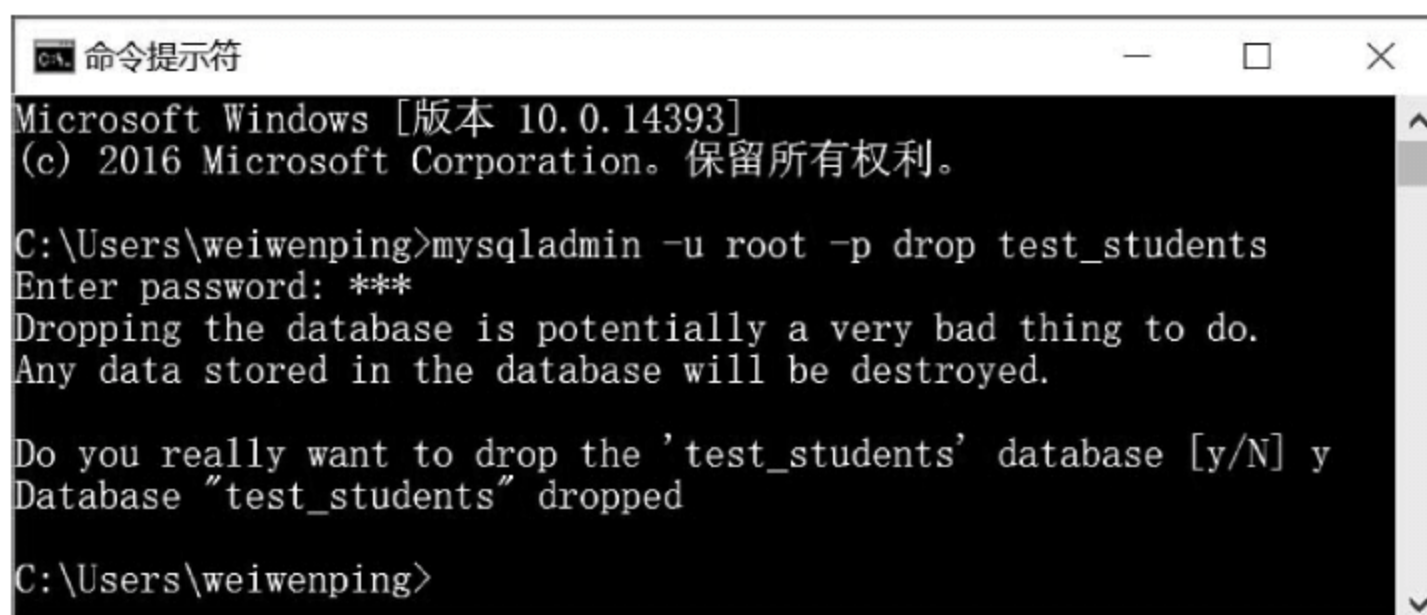 命令提示符
Microsoft Windows [版本 10.0.14393]
(c) 2016 Microsoft Corporation。保留所有权利。
C:\Users\weiwenping>mysqladmin -u root -p drop test_students
Enter password: ***
Dropping the database is potentially a very bad thing to do.
Any data stored in the database will be destroyed.
Do you really want to drop the 'test_students' database [y/N] y
Database "test_students" dropped
C:\Users\weiwenping>